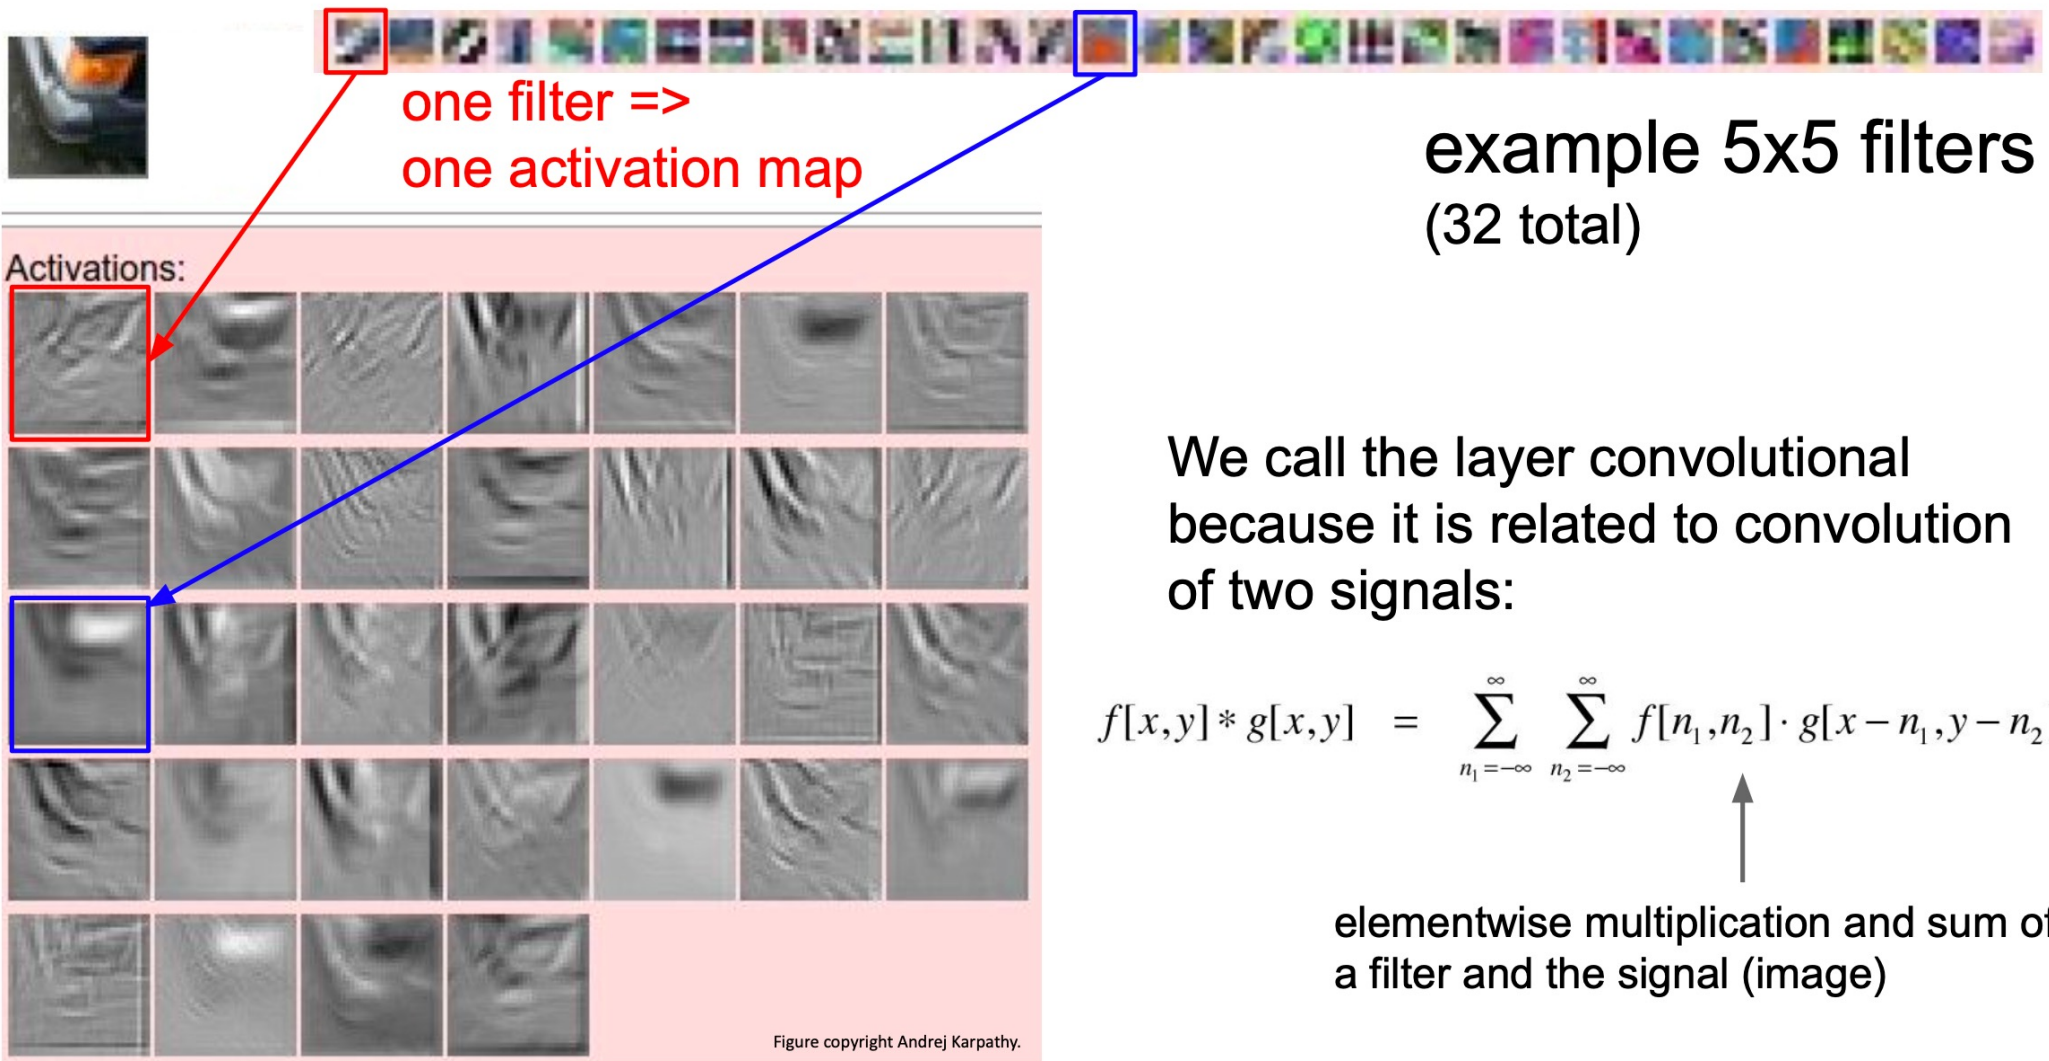 one filter =>
one activation map
example 5x5 filters
(32 total)
Activations:
We call the layer convolutional
because it is related to convolution
of two signals:
f[x,y] * g[x,y] = ∑_{n₁=-∞}^{∞} ∑_{n₂=-∞}^{∞} f[n₁,n₂] · g[x − n₁, y − n₂
elementwise multiplication and sum of
a filter and the signal (image)
Figure copyright Andrej Karpathy.